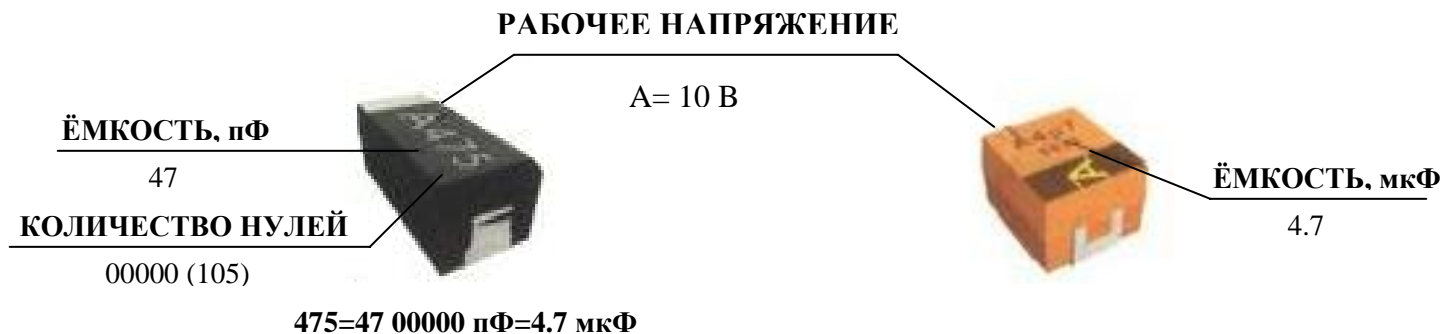 РАБОЧЕЕ НАПРЯЖЕНИЕ
А= 10 В
ЁМКОСТЬ, пФ
47
КОЛИЧЕСТВО НУЛЕЙ
00000 (105)
A475
A
ЁМКОСТЬ, мкФ
4.7
475=47 00000 пФ=4.7 мкФ